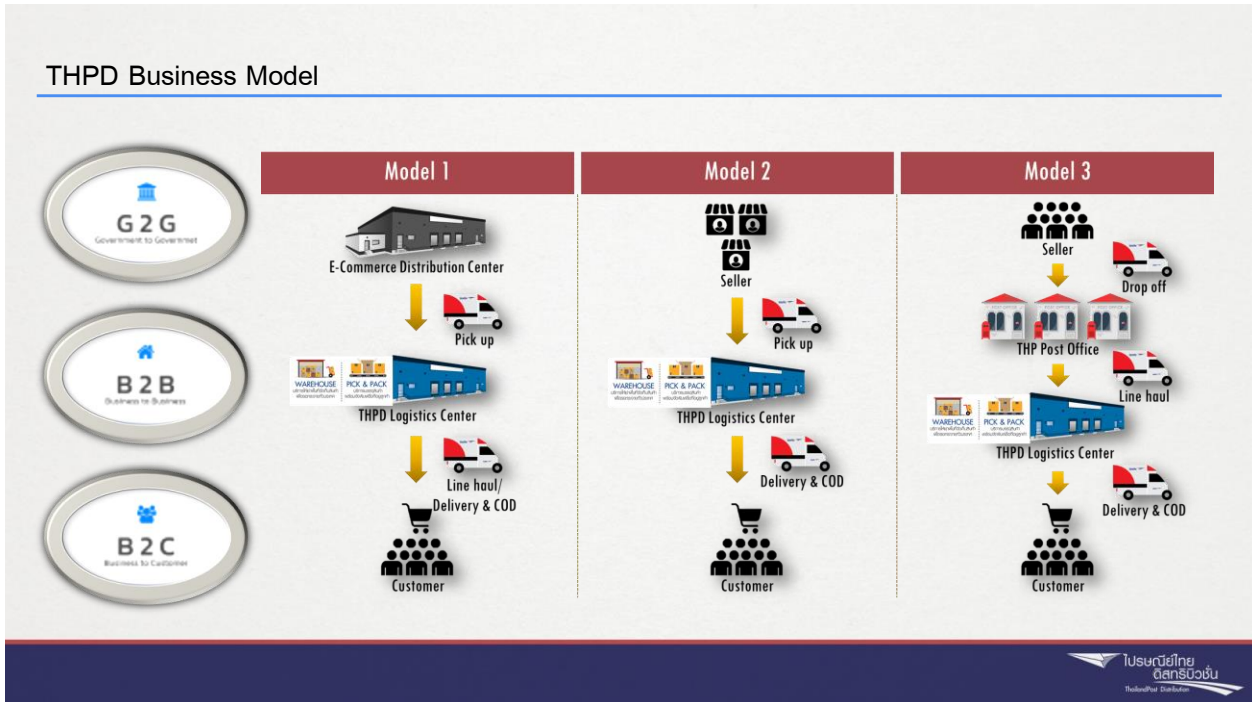 THPD Business Model
G 2 G
Government to Governmet
B 2 B
Business to Business
B 2 C
Business to Customer
Model 1
E-Commerce Distribution Center
Pick up
WAREHOUSE
PICK & PACK
THPD Logistics Center
Line haul/
Delivery & COD
Customer
Model 2
Seller
Pick up
WAREHOUSE
PICK & PACK
THPD Logistics Center
Delivery & COD
Customer
Model 3
Seller
Drop off
THP Post Office
Line haul
WAREHOUSE
PICK & PACK
THPD Logistics Center
Delivery & COD
Customer
ไปรษณีย์ไทย
ดิสทริบิวชั่น
ThailandPost Distribution